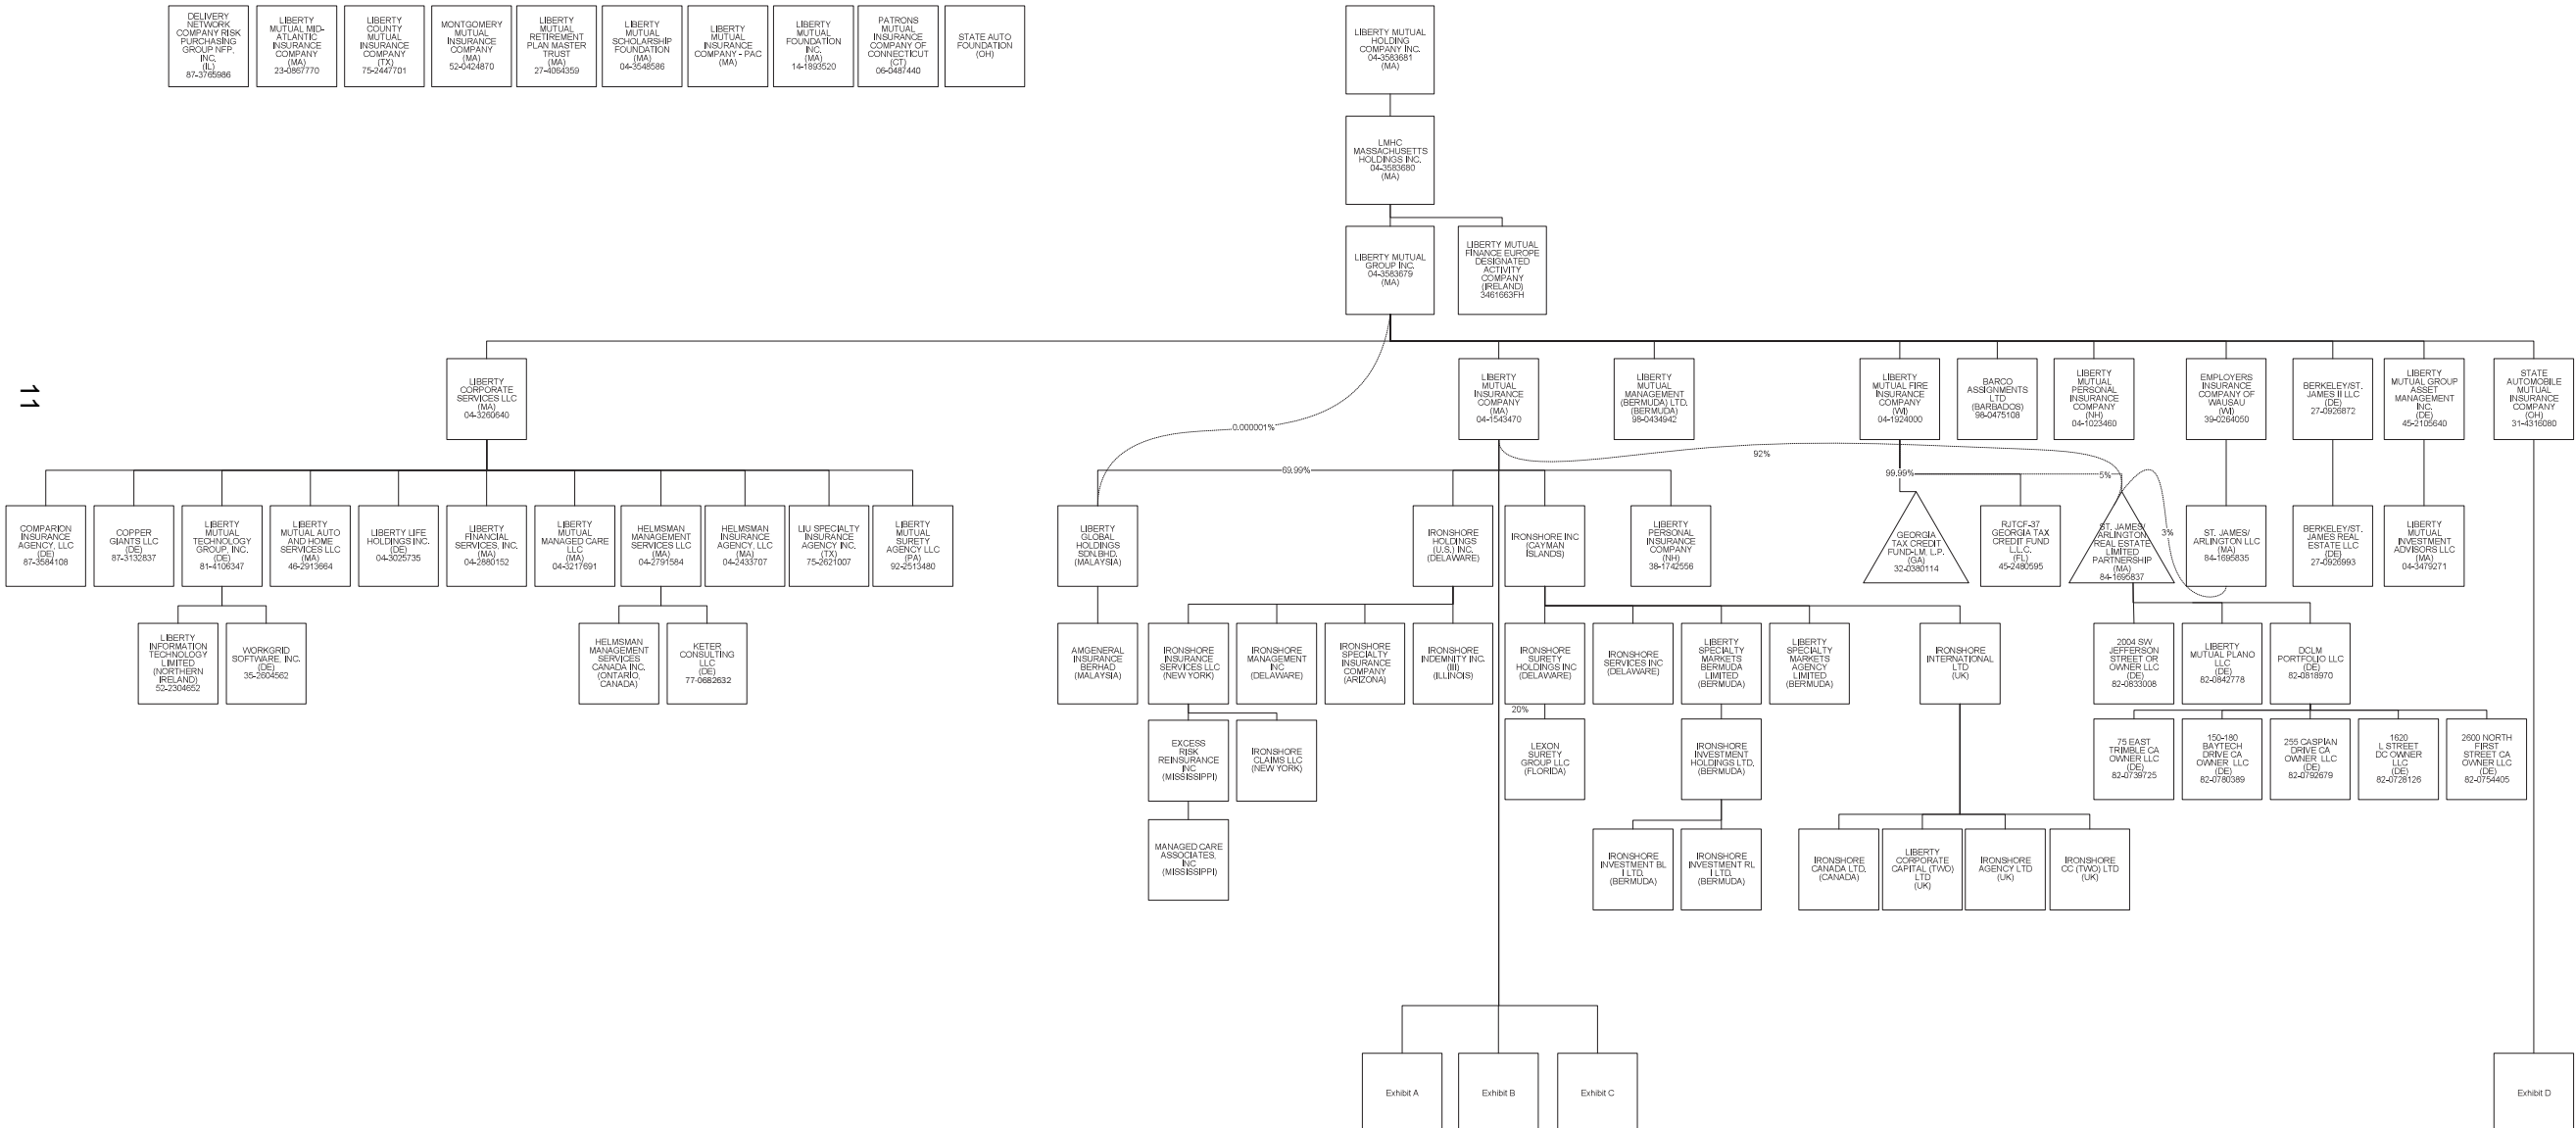 DELIVERY
NETWORK
COMPANY RISK
PURCHASING
GROUP NFP,
INC.
(IL)
87-3765986
LIBERTY
MUTUAL MID-
ATLANTIC
INSURANCE
COMPANY
(MA)
23-0867770
LIBERTY
COUNTY
MUTUAL
INSURANCE
COMPANY
(TX)
75-2447701
MONTGOMERY
MUTUAL
INSURANCE
COMPANY
(MA)
52-0424870
LIBERTY
MUTUAL
RETIREMENT
PLAN MASTER
TRUST
(MA)
27-4064359
LIBERTY
MUTUAL
SCHOLARSHIP
FOUNDATION
(MA)
04-3548586
LIBERTY
MUTUAL
INSURANCE
COMPANY - PAC
(MA)
LIBERTY
MUTUAL
FOUNDATION
INC.
(MA)
14-1893520
PATRONS
MUTUAL
INSURANCE
COMPANY OF
CONNECTICUT
(CT)
06-0487440
STATE AUTO
FOUNDATION
(OH)
LIBERTY MUTUAL
HOLDING
COMPANY INC.
04-3583681
(MA)
LMHC
MASSACHUSETTS
HOLDINGS INC.
04-3583680
(MA)
LIBERTY MUTUAL
GROUP INC.
04-3583679
(MA)
LIBERTY MUTUAL
FINANCE EUROPE
DESIGNATED
ACTIVITY
COMPANY
(IRELAND)
3461663FH
11
LIBERTY
CORPORATE
SERVICES LLC
(MA)
04-3260640
LIBERTY
MUTUAL
INSURANCE
COMPANY
(MA)
04-1543470
LIBERTY
MUTUAL
MANAGEMENT
(BERMUDA) LTD.
(BERMUDA)
98-0434942
LIBERTY
MUTUAL FIRE
INSURANCE
COMPANY
(WI)
04-1924000
BARCO
ASSIGNMENTS
LTD
(BARBADOS)
98-0475108
LIBERTY
MUTUAL
PERSONAL
INSURANCE
COMPANY
(NH)
04-1023460
EMPLOYERS
INSURANCE
COMPANY OF
WAUSAU
(WI)
39-0264050
BERKELEY/ST.
JAMES II LLC
(DE)
27-0926872
LIBERTY
MUTUAL GROUP
ASSET
MANAGEMENT
INC.
(DE)
45-2105640
STATE
AUTOMOBILE
MUTUAL
INSURANCE
COMPANY
(OH)
31-4316080
0.000001%
92%
69.99%
99.99%
5%
3%
COMPARION
INSURANCE
AGENCY, LLC
(DE)
87-3584108
COPPER
GIANTS LLC
(DE)
87-3132837
LIBERTY
MUTUAL
TECHNOLOGY
GROUP, INC.
(DE)
81-4106347
LIBERTY
MUTUAL AUTO
AND HOME
SERVICES LLC
(MA)
46-2913664
LIBERTY LIFE
HOLDINGS INC.
(DE)
04-3025735
LIBERTY
FINANCIAL
SERVICES, INC.
(MA)
04-2880152
LIBERTY
MUTUAL
MANAGED CARE
LLC
(MA)
04-3217691
HELMSMAN
MANAGEMENT
SERVICES LLC
(MA)
04-2791584
HELMSMAN
INSURANCE
AGENCY, LLC
(MA)
04-2433707
LIU SPECIALTY
INSURANCE
AGENCY INC.
(TX)
75-2621007
LIBERTY
MUTUAL
SURETY
AGENCY LLC
(PA)
92-2513480
LIBERTY
GLOBAL
HOLDINGS
SDN.BHD.
(MALAYSIA)
IRONSHORE
HOLDINGS
(U.S.) INC.
(DELAWARE)
IRONSHORE INC
(CAYMAN
ISLANDS)
LIBERTY
PERSONAL
INSURANCE
COMPANY
(NH)
38-1742556
GEORGIA
TAX CREDIT
FUND-LM, L.P.
(GA)
32-0380114
RJTCF-37
GEORGIA TAX
CREDIT FUND
L.L.C.
(FL)
45-2480595
ST. JAMES/
ARLINGTON
REAL ESTATE
LIMITED
PARTNERSHIP
(MA)
84-1695837
ST. JAMES/
ARLINGTON LLC
(MA)
84-1695835
BERKELEY/ST.
JAMES REAL
ESTATE LLC
(DE)
27-0926993
LIBERTY
MUTUAL
INVESTMENT
ADVISORS LLC
(MA)
04-3479271
LIBERTY
INFORMATION
TECHNOLOGY
LIMITED
(NORTHERN
IRELAND)
52-2304652
WORKGRID
SOFTWARE, INC.
(DE)
35-2604562
HELMSMAN
MANAGEMENT
SERVICES
CANADA INC.
(ONTARIO,
CANADA)
KETER
CONSULTING
LLC
(DE)
77-0682632
AMGENERAL
INSURANCE
BERHAD
(MALAYSIA)
IRONSHORE
INSURANCE
SERVICES LLC
(NEW YORK)
IRONSHORE
MANAGEMENT
INC
(DELAWARE)
IRONSHORE
SPECIALTY
INSURANCE
COMPANY
(ARIZONA)
IRONSHORE
INDEMNITY INC.
(III)
(ILLINOIS)
IRONSHORE
SURETY
HOLDINGS INC
(DELAWARE)
IRONSHORE
SERVICES INC
(DELAWARE)
LIBERTY
SPECIALTY
MARKETS
BERMUDA
LIMITED
(BERMUDA)
LIBERTY
SPECIALTY
MARKETS
AGENCY
LIMITED
(BERMUDA)
IRONSHORE
INTERNATIONAL
LTD
(UK)
2004 SW
JEFFERSON
STREET OR
OWNER LLC
(DE)
82-0833008
LIBERTY
MUTUAL PLANO
LLC
(DE)
82-0842778
DCLM
PORTFOLIO LLC
(DE)
82-0818970
20%
EXCESS
RISK
REINSURANCE
INC
(MISSISSIPPI)
IRONSHORE
CLAIMS LLC
(NEW YORK)
LEXON
SURETY
GROUP LLC
(FLORIDA)
IRONSHORE
INVESTMENT
HOLDINGS LTD.
(BERMUDA)
75 EAST
TRIMBLE CA
OWNER LLC
(DE)
82-0739725
150-180
BAYTECH
DRIVE CA
OWNER LLC
(DE)
82-0780389
255 CASPIAN
DRIVE CA
OWNER LLC
(DE)
82-0792679
1620
L STREET
DC OWNER
LLC
(DE)
82-0728126
2600 NORTH
FIRST
STREET CA
OWNER LLC
(DE)
82-0754405
MANAGED CARE
ASSOCIATES,
INC
(MISSISSIPPI)
IRONSHORE
INVESTMENT BL
I LTD.
(BERMUDA)
IRONSHORE
INVESTMENT RL
I LTD.
(BERMUDA)
IRONSHORE
CANADA LTD.
(CANADA)
LIBERTY
CORPORATE
CAPITAL (TWO)
LTD
(UK)
IRONSHORE
AGENCY LTD
(UK)
IRONSHORE
CC (TWO) LTD
(UK)
Exhibit A
Exhibit B
Exhibit C
Exhibit D